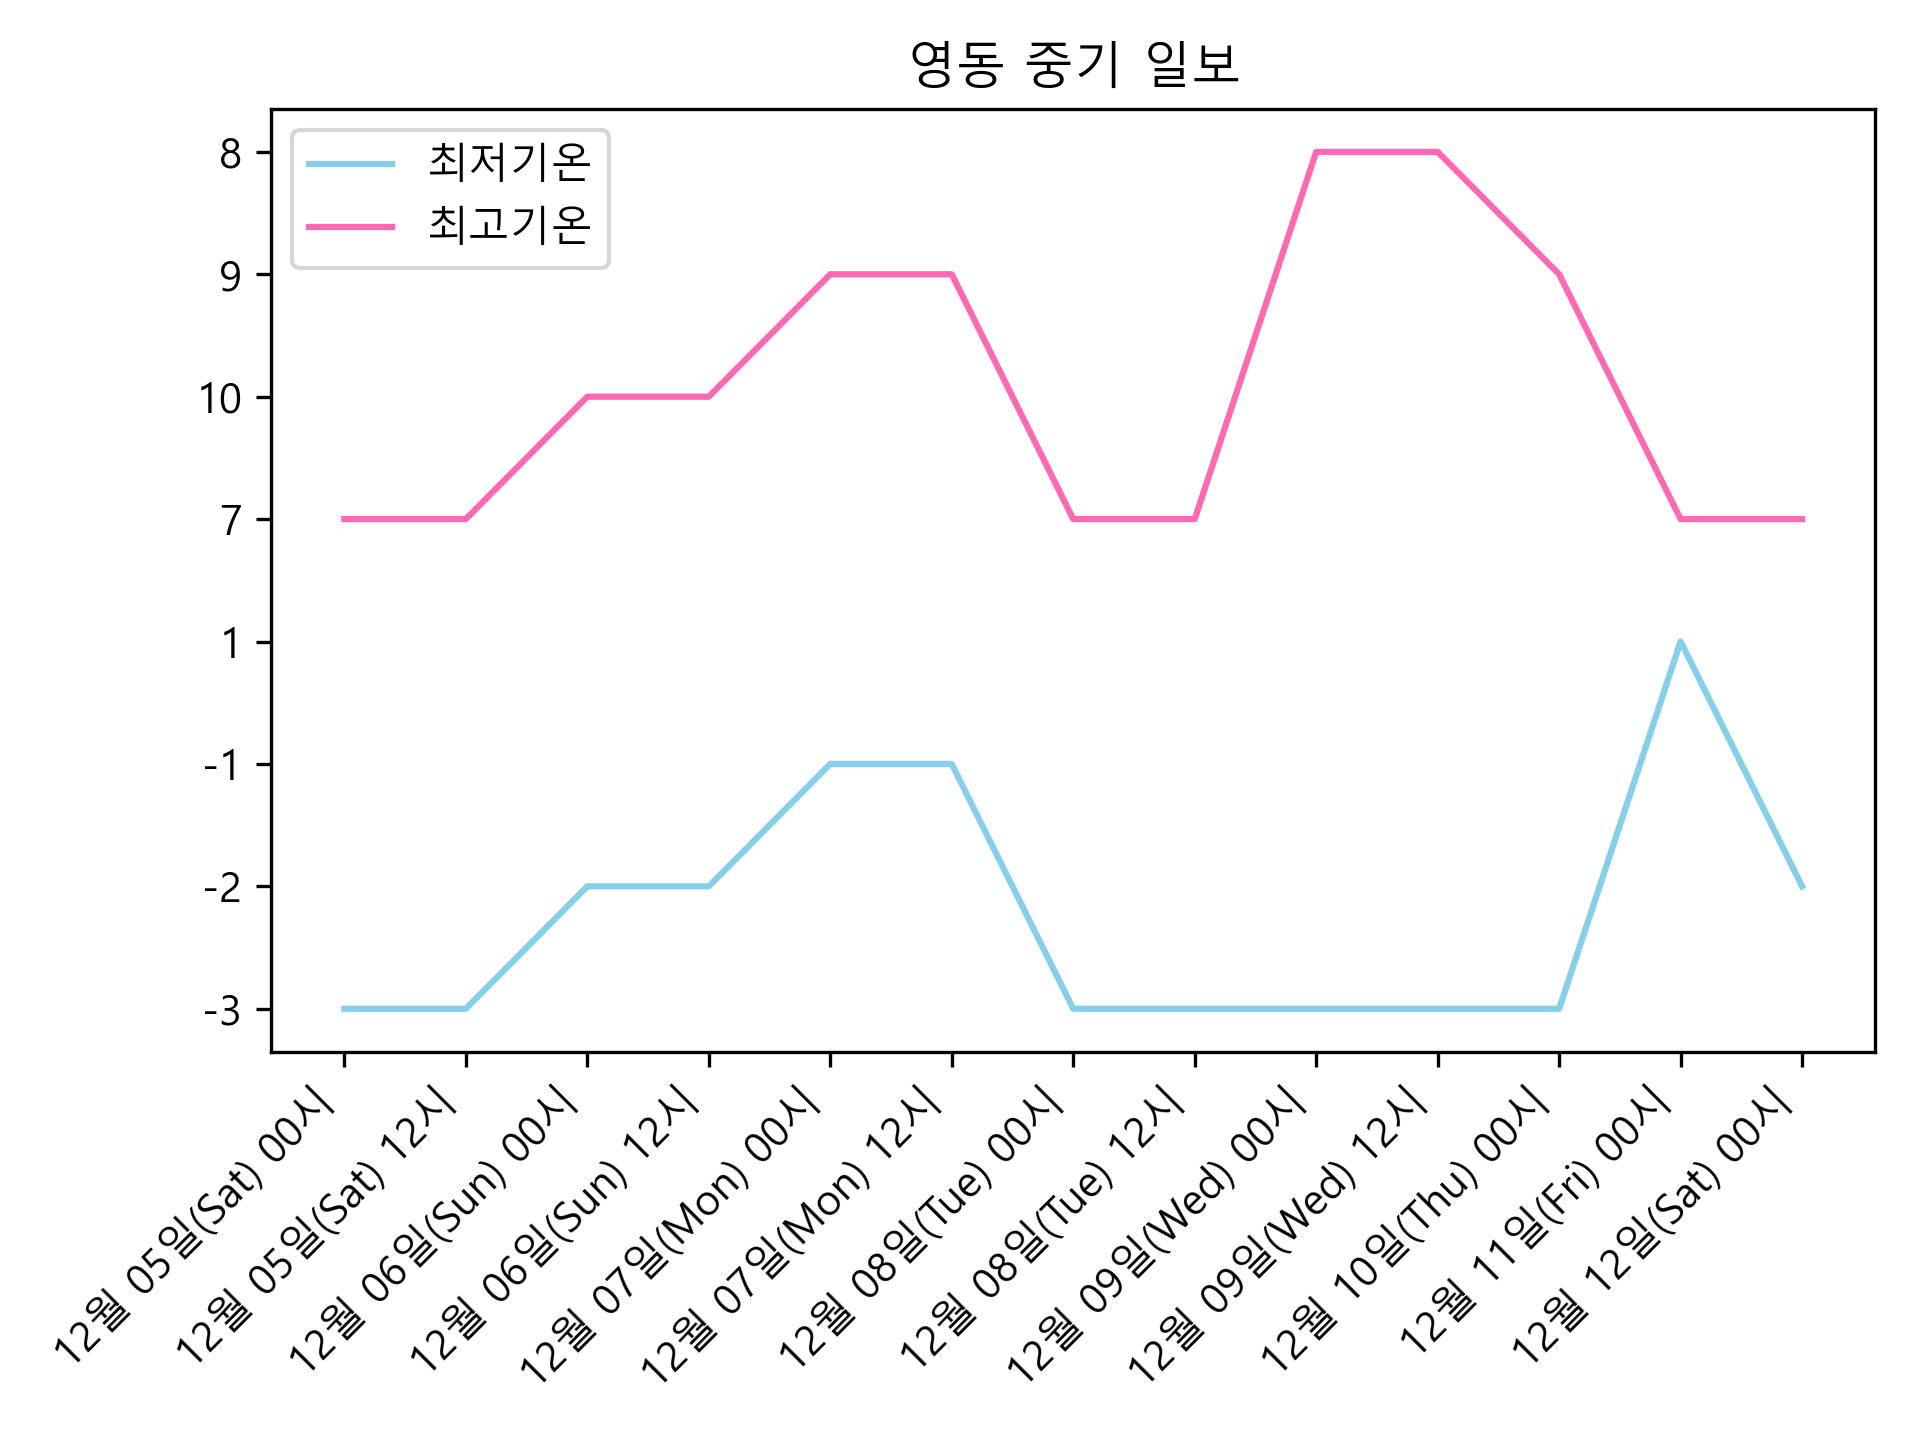 영동 중기 일보
최저기온
최고기온
8
9
10
7
1
-1
-2
-3
12월 05일(Sat) 00시
12월 05일(Sat) 12시
12월 06일(Sun) 00시
12월 06일(Sun) 12시
12월 07일(Mon) 00시
12월 07일(Mon) 12시
12월 08일(Tue) 00시
12월 08일(Tue) 12시
12월 09일(Wed) 00시
12월 09일(Wed) 12시
12월 10일(Thu) 00시
12월 11일(Fri) 00시
12월 12일(Sat) 00시